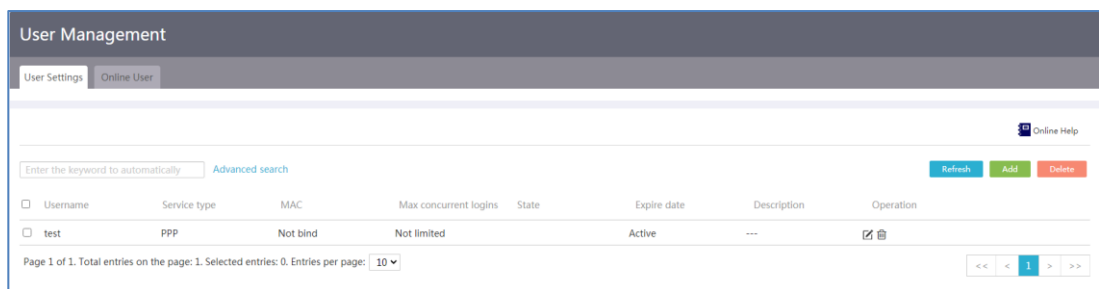 User Management
User Settings Online User
Online Help
Enter the keyword to automatically Advanced search Refresh Add Delete
Username Service type MAC Max concurrent logins State Expire date Description Operation
test PPP Not bind Not limited Active ---
Page 1 of 1. Total entries on the page: 1. Selected entries: 0. Entries per page: 10 << < 1 > >>